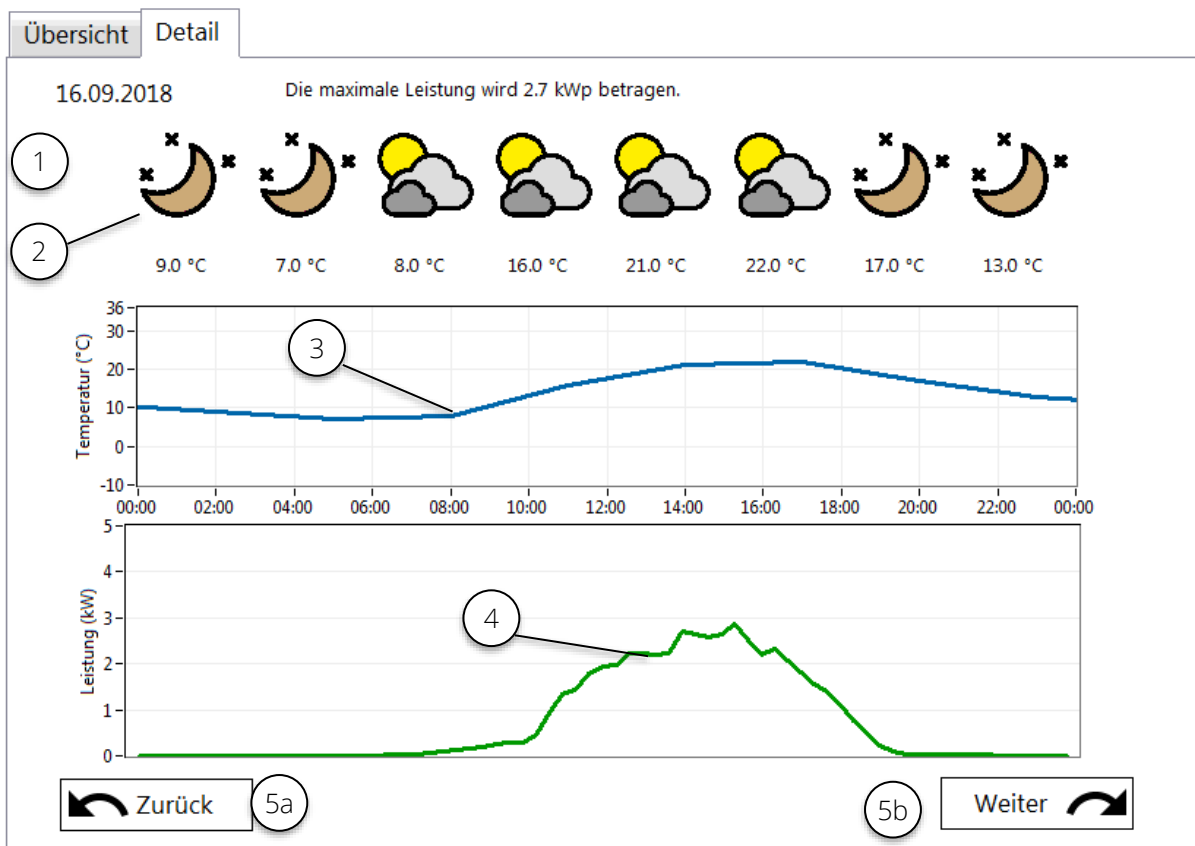 Übersicht Detail
16.09.2018 Die maximale Leistung wird 2.7 kWp betragen.
1
2
9.0 °C 7.0 °C 8.0 °C 16.0 °C 21.0 °C 22.0 °C 17.0 °C 13.0 °C
Temperatur (°C)
36
30
20
10
0
-10
3
00:00 02:00 04:00 06:00 08:00 10:00 12:00 14:00 16:00 18:00 20:00 22:00 00:00
Leistung (kW)
5
4
3
2
1
0
4
Zurück 5a 5b Weiter